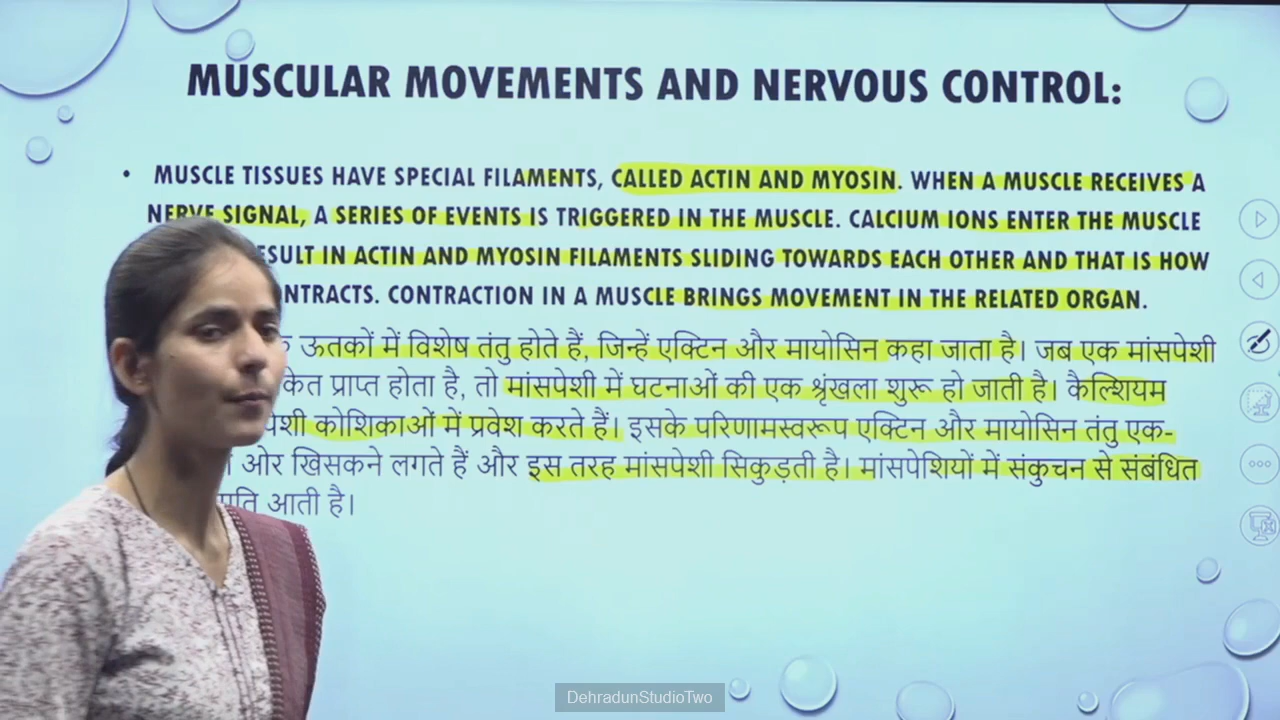 MUSCULAR MOVEMENTS AND NERVOUS CONTROL:
• MUSCLE TISSUES HAVE SPECIAL FILAMENTS, CALLED ACTIN AND MYOSIN. WHEN A MUSCLE RECEIVES A
NERVE SIGNAL, A SERIES OF EVENTS IS TRIGGERED IN THE MUSCLE. CALCIUM IONS ENTER THE MUSCLE
IN ACTIN AND MYOSIN FILAMENTS SLIDING TOWARDS EACH OTHER AND THAT IS HOW
CONTRACTION IN A MUSCLE BRINGS MOVEMENT IN THE RELATED ORGAN.
ऊतकों में विशेष तंतु होते हैं, जिन्हें एक्टिन और मायोसिन कहा जाता है। जब एक मांसपेशी
प्राप्त होता है, तो मांसपेशी में घटनाओं की एक श्रृंखला शुरू हो जाती है। कैल्शियम
कोशिकाओं में प्रवेश करते हैं। इसके परिणामस्वरूप एक्टिन और मायोसिन तंतु एक-
ओर खिसकने लगते हैं और इस तरह मांसपेशी सिकुड़ती है। मांसपेशियों में संकुचन से संबंधित
आती है।
DehradunStudioTwo